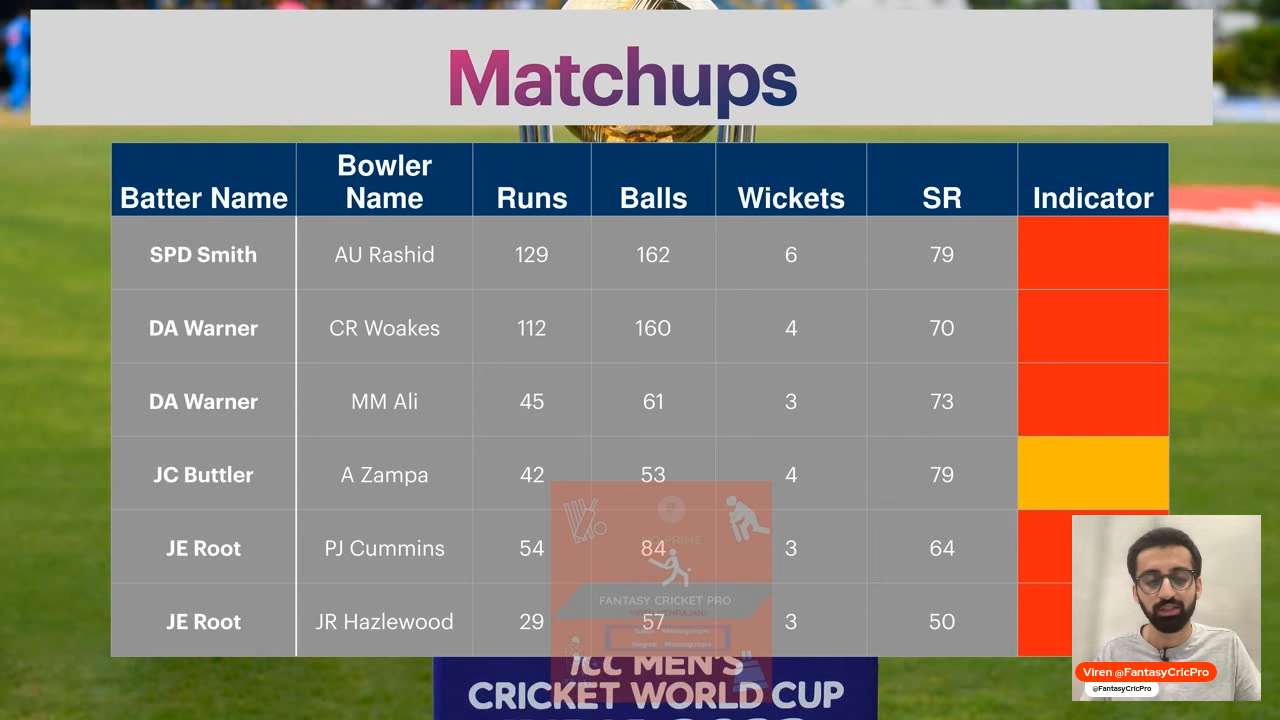 Matchups
Batter Name Bowler Name Runs Balls Wickets SR Indicator
SPD Smith AU Rashid 129 162 6 79
DA Warner CR Woakes 112 160 4 70
DA Warner MM Ali 45 61 3 73
JC Buttler A Zampa 42 53 4 79
JE Root PJ Cummins 54 84 3 64
FANTASY CRICKET PRO
JE Root JR Hazlewood 29 57 3 50
ICC MEN'S
CRICKET WORLD CUP
Viren @FantasyCricPro
@FantasyCricPro